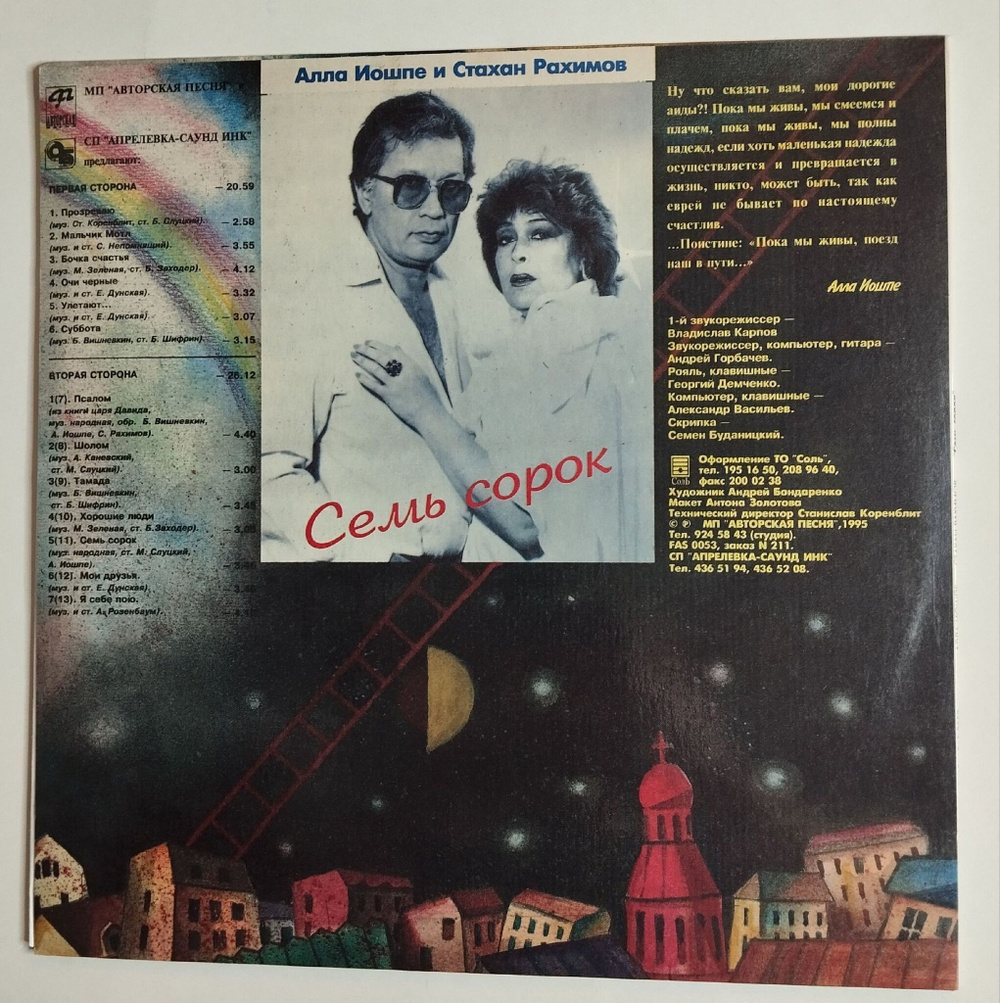 Алла Иошпе и Стахан Рахимов
МП "АВТОРСКАЯ ПЕСНЯ" и
АВТОРСКАЯ
СП "АПРЕЛЕВКА-САУНД ИНК"
предлагают:
ПЕРВАЯ СТОРОНА — 20.59
1. Прозреваю
(муз. Ст. Коренблит, ст. Б. Слуцкий). — 2.58
2. Мальчик Мотл
(муз. и ст. С. Непомнящий). — 3.55
3. Бочка счастья
(муз. М. Зеленая, ст. Б. Заходер). — 4.12
4. Очи черные
(муз. и ст. Е. Дунская). — 3.32
5. Улетают...
(муз. и ст. Е. Дунская). — 3.07
6. Суббота
(муз. Б. Вишневкин, ст. Б. Шифрин). — 3.15
ВТОРАЯ СТОРОНА — 26.12
1(7). Псалом
(из книги царя Давида,
муз. народная, обр. Б. Вишневкин,
А. Иошпе, С. Рахимов). — 4.40
2(8). Шолом
(муз. А. Каневский,
ст. М. Слуцкий). — 3.00
3(9). Тамада
(муз. Б. Вишневкин,
ст. Б. Шифрин).
4(10). Хорошие люди
(муз. М. Зеленая, ст. Б.Заходер).
5(11). Семь сорок
(муз. народная, ст. М. Слуцкий,
А. Иошпе).
6(12). Мои друзья.
(муз. и ст. Е. Дунская).
7(13). Я себе пою.
(муз. и ст. А. Розенбаум).
Семь сорок
Ну что сказать вам, мои дорогие
аиды?! Пока мы живы, мы смеемся и
плачем, пока мы живы, мы полны
надежд, если хоть маленькая надежда
осуществляется и превращается в
жизнь, никто, может быть, так как
еврей не бывает по настоящему
счастлив.
...Поистине: «Пока мы живы, поезд
наш в пути...»
Алла Иошпе
1-й звукорежиссер —
Владислав Карпов
Звукорежиссер, компьютер, гитара —
Андрей Горбачев.
Рояль, клавишные —
Георгий Демченко.
Компьютер, клавишные —
Александр Васильев.
Скрипка —
Семен Буданицкий.
Оформление ТО "Соль",
тел. 195 16 50, 208 96 40,
Соль факс 200 02 38
Художник Андрей Бондаренко
Макет Антона Золотова
Технический директор Станислав Коренблит
© ℗ МП "АВТОРСКАЯ ПЕСНЯ",1995
Тел. 924 58 43 (студия).
FAS 0053, заказ N 211.
СП "АПРЕЛЕВКА-САУНД ИНК"
Тел. 436 51 94, 436 52 08.